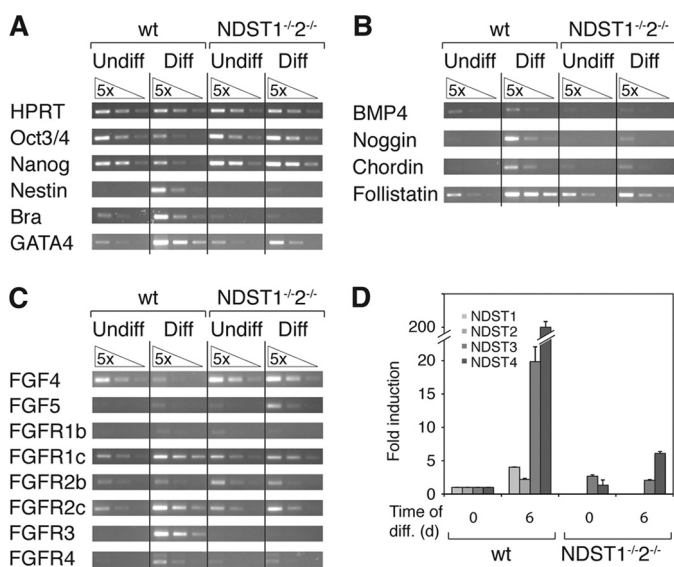 A
wt NDST1-/-2-/-
Undiff Diff Undiff Diff
5x 5x 5x 5x
HPRT
Oct3/4
Nanog
Nestin
Bra
GATA4
B
wt NDST1-/-2-/-
Undiff Diff Undiff Diff
5x 5x 5x 5x
BMP4
Noggin
Chordin
Follistatin
C
wt NDST1-/-2-/-
Undiff Diff Undiff Diff
5x 5x 5x 5x
FGF4
FGF5
FGFR1b
FGFR1c
FGFR2b
FGFR2c
FGFR3
FGFR4
D
NDST1
NDST2
NDST3
NDST4
Fold induction
200
20
15
10
5
0
Time of diff. (d)
0 6 0 6
wt NDST1-/-2-/-